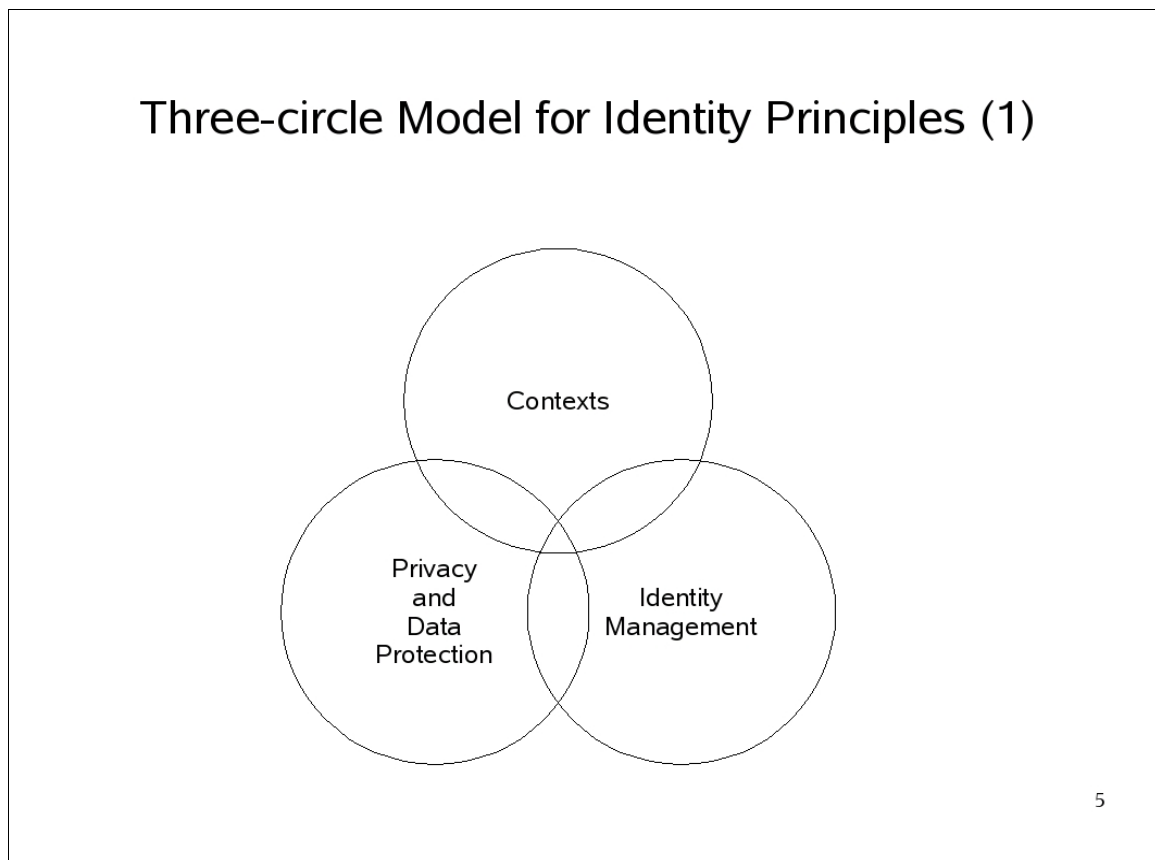 Three-circle Model for Identity Principles (1)
Contexts
Privacy
and
Data
Protection
Identity
Management
5